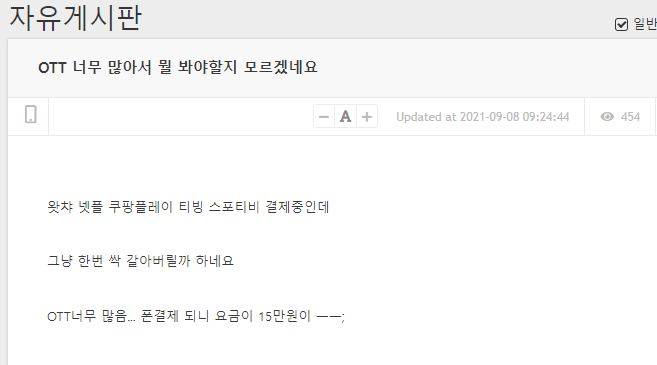 자유게시판
일반
OTT 너무 많아서 뭘 봐야할지 모르겠네요
A Updated at 2021-09-08 09:24:44 454
왓챠 넷플 쿠팡플레이 티빙 스포티비 결제중인데
그냥 한번 싹 갈아버릴까 하네요
OTT너무 많음... 폰결제 되니 요금이 15만원이 ㅡㅡ;